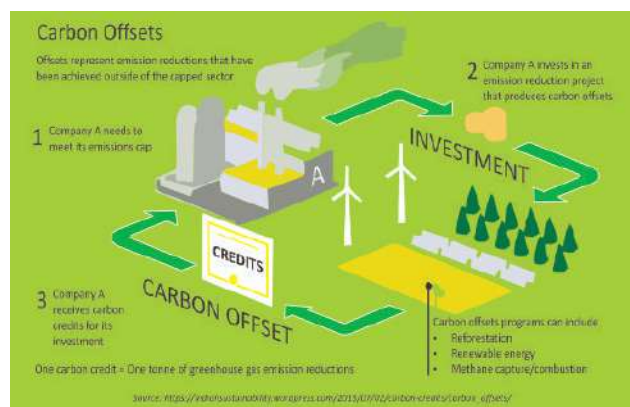 Carbon Offsets
Offsets represent emission reductions that have
been achieved outside of the capped sector
1 Company A needs to
meet its emissions cap
2 Company A invests in an
emission reduction project
that produces carbon offsets
INVESTMENT
A
CREDITS
CARBON OFFSET
3 Company A
receives carbon
credits for its
investment
Carbon offsets programs can include
• Reforestation
• Renewable energy
• Methane capture/combustion
One carbon credit = One tonne of greenhouse gas emission reductions